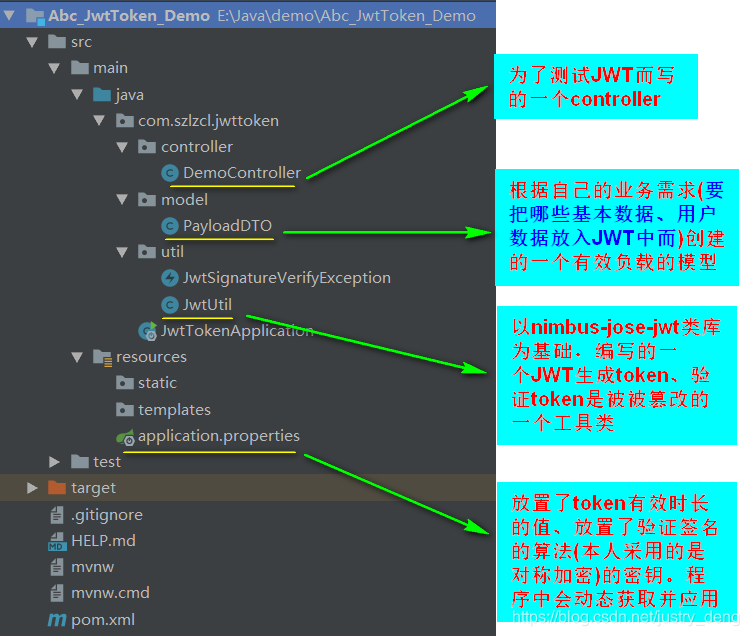 Abc_JwtToken_Demo E:\Java\demo\Abc_JwtToken_Demo
src
main
java
com.szlzcl.jwttoken
controller
DemoController
model
PayloadDTO
util
JwtSignatureVerifyException
JwtUtil
JwtTokenApplication
resources
static
templates
application.properties
test
target
.gitignore
MD
HELP.md
mvnw
mvnw.cmd
pom.xml
为了测试JWT而写
的一个controller
根据自己的业务需求(要
把哪些基本数据、用户
数据放入JWT中而)创建
的一个有效负载的模型
以nimbus-jose-jwt类库
为基础．编写的一
个JWT生成token、验
证token是被被篡改的
一个工具类
放置了token有效时长
的值、放置了验证签名
的算法(本人采用的是
对称加密)的密钥。程
序中会动态获取并应用
https://blog.csdn.net/justry_deng